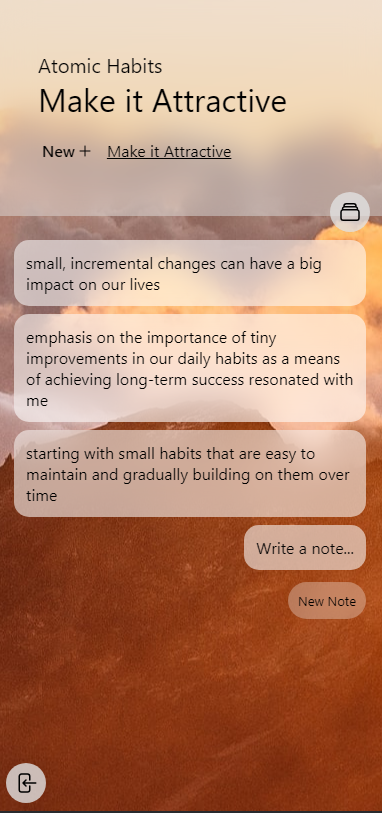 Atomic Habits
Make it Attractive
New +
Make it Attractive
small, incremental changes can have a big
impact on our lives
emphasis on the importance of tiny
improvements in our daily habits as a means
of achieving long-term success resonated with
me
starting with small habits that are easy to
maintain and gradually building on them over
time
Write a note...
New Note